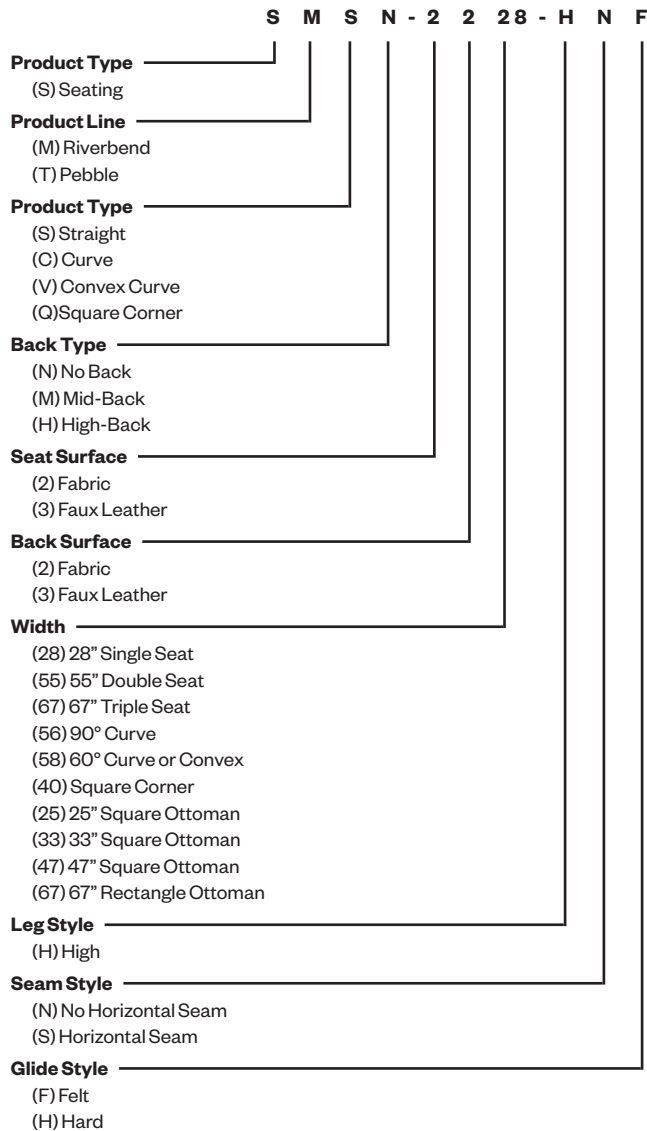 S M S N - 2 2 28 - H N F
Product Type
(S) Seating
Product Line
(M) Riverbend
(T) Pebble
Product Type
(S) Straight
(C) Curve
(V) Convex Curve
(Q)Square Corner
Back Type
(N) No Back
(M) Mid-Back
(H) High-Back
Seat Surface
(2) Fabric
(3) Faux Leather
Back Surface
(2) Fabric
(3) Faux Leather
Width
(28) 28” Single Seat
(55) 55” Double Seat
(67) 67” Triple Seat
(56) 90° Curve
(58) 60° Curve or Convex
(40) Square Corner
(25) 25” Square Ottoman
(33) 33” Square Ottoman
(47) 47” Square Ottoman
(67) 67” Rectangle Ottoman
Leg Style
(H) High
Seam Style
(N) No Horizontal Seam
(S) Horizontal Seam
Glide Style
(F) Felt
(H) Hard